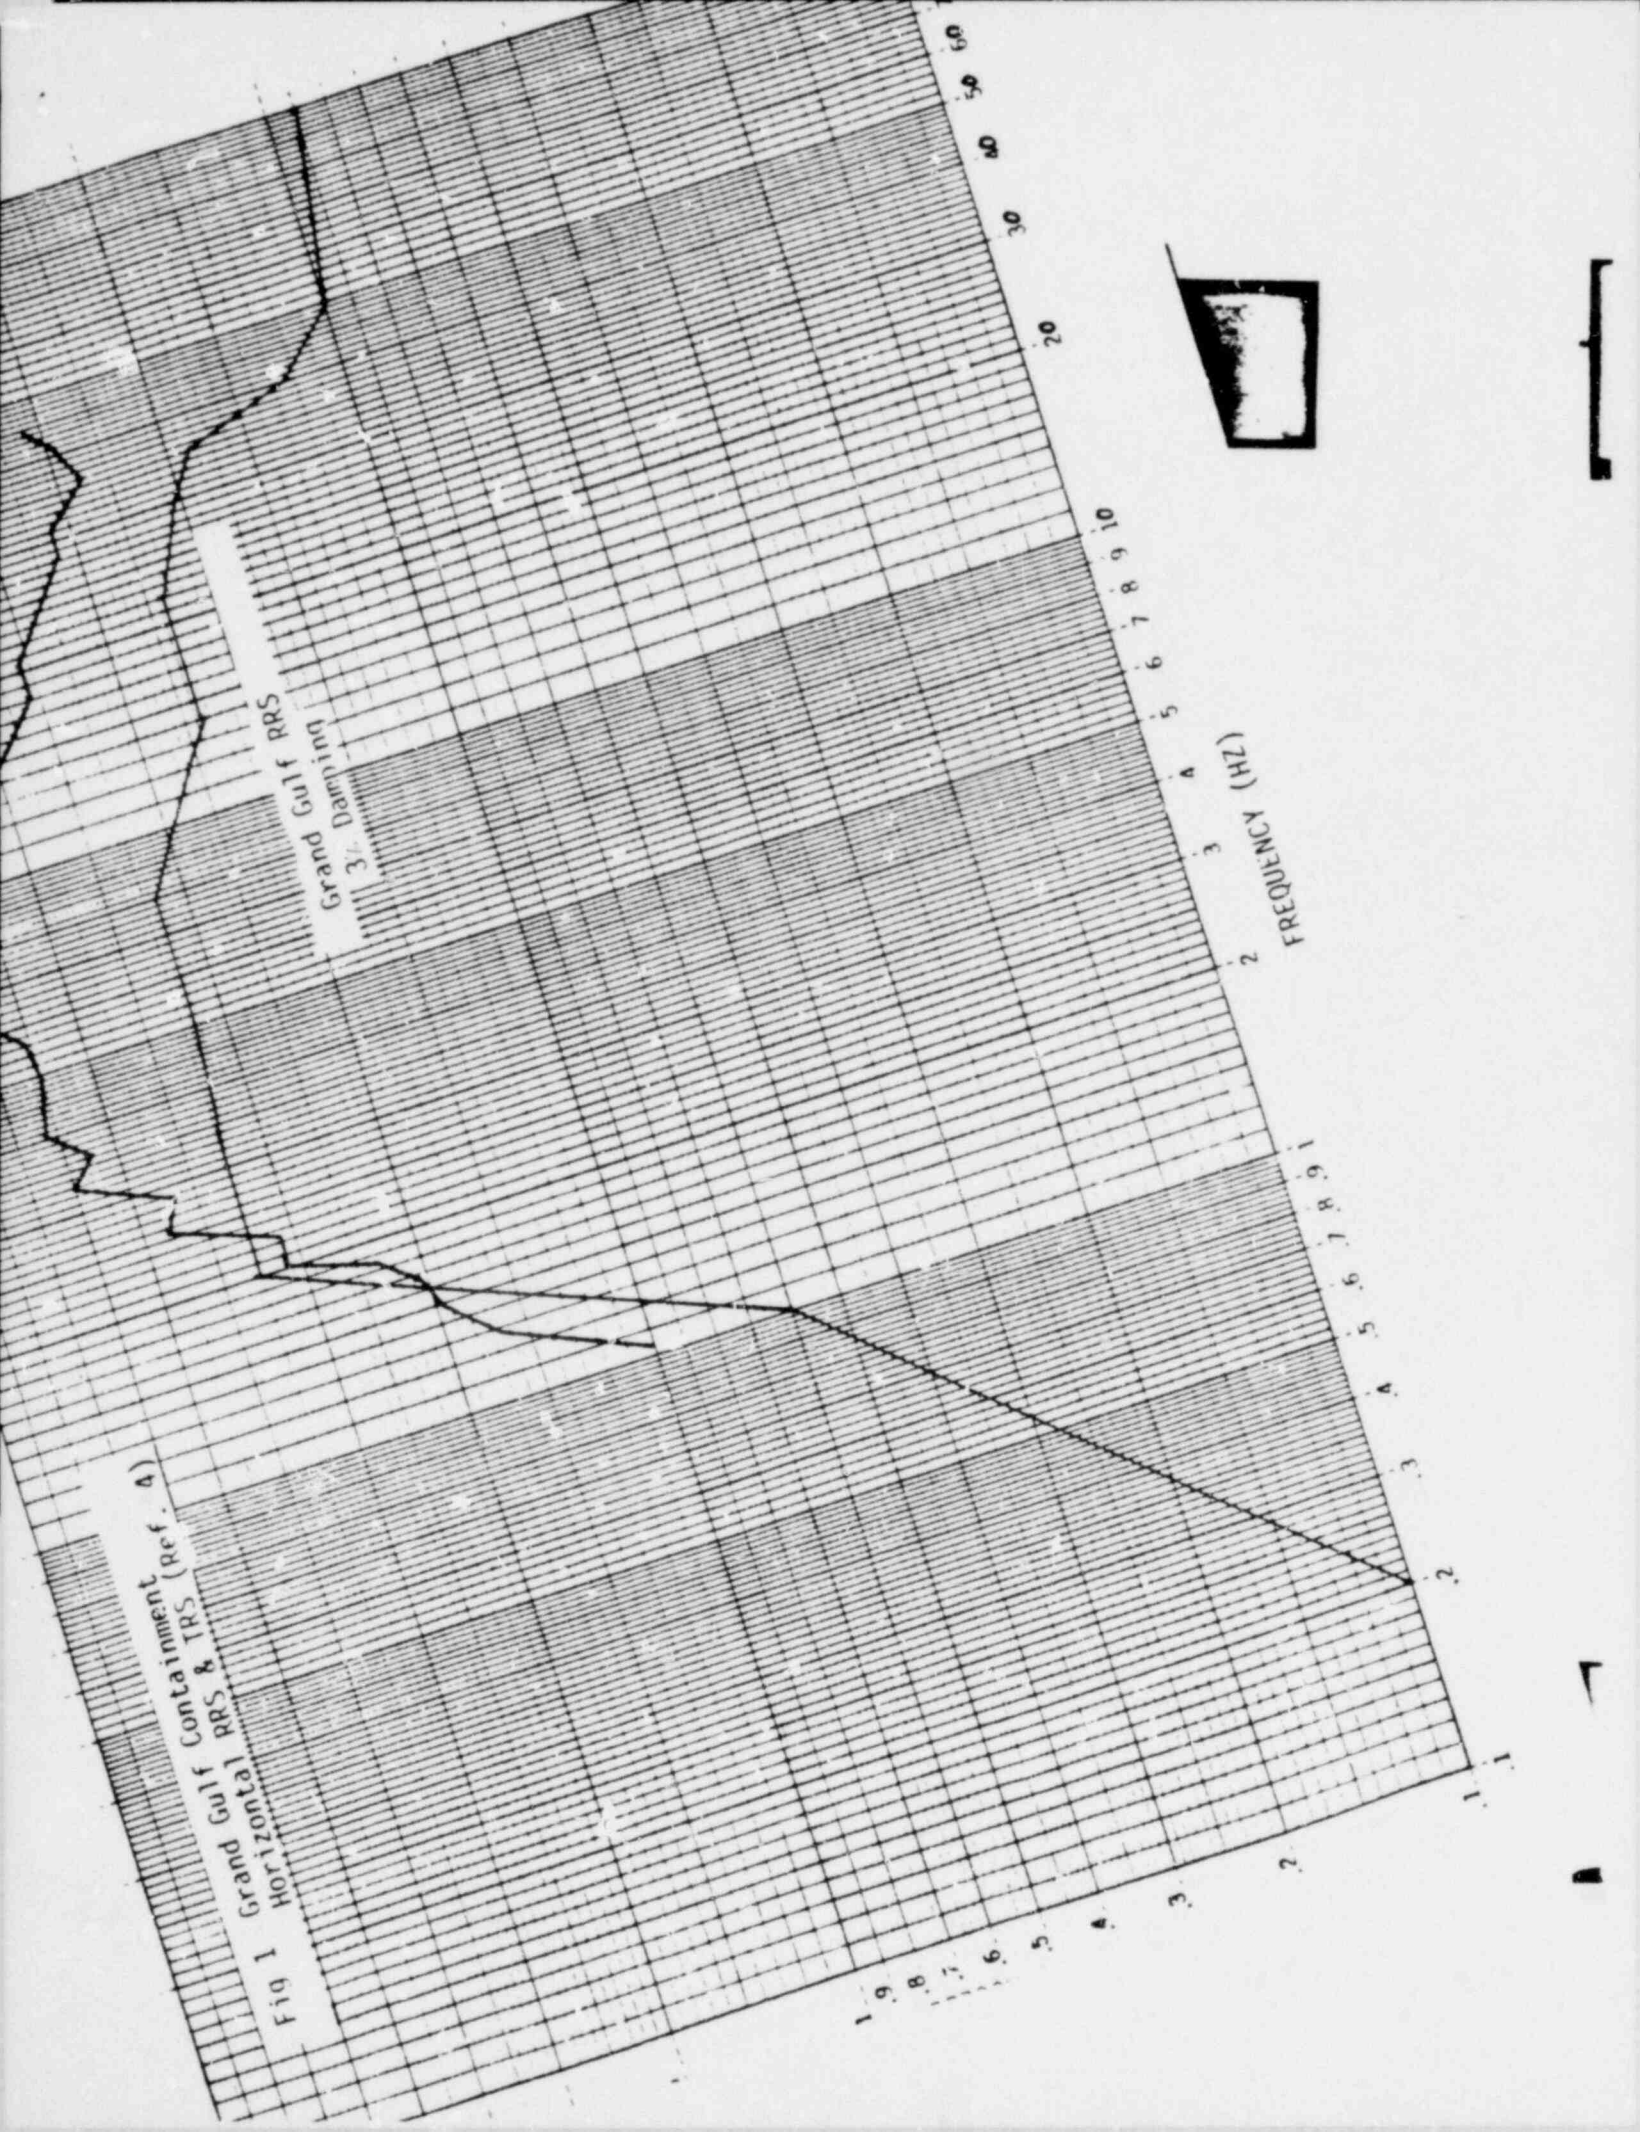 Fig 1 Grand Gulf Containment
Horizontal RRS & TRS (Ref. 4)
Grand Gulf RRS
3% Damping
1
.9
.8
.7
.6
.5
.4
.3
.2
.1
.1 .2 .3 .4 .5 .6 .7 .8 .9 1 2 3 4 5 6 7 8 9 10 20 30 40 50 60
FREQUENCY (HZ)